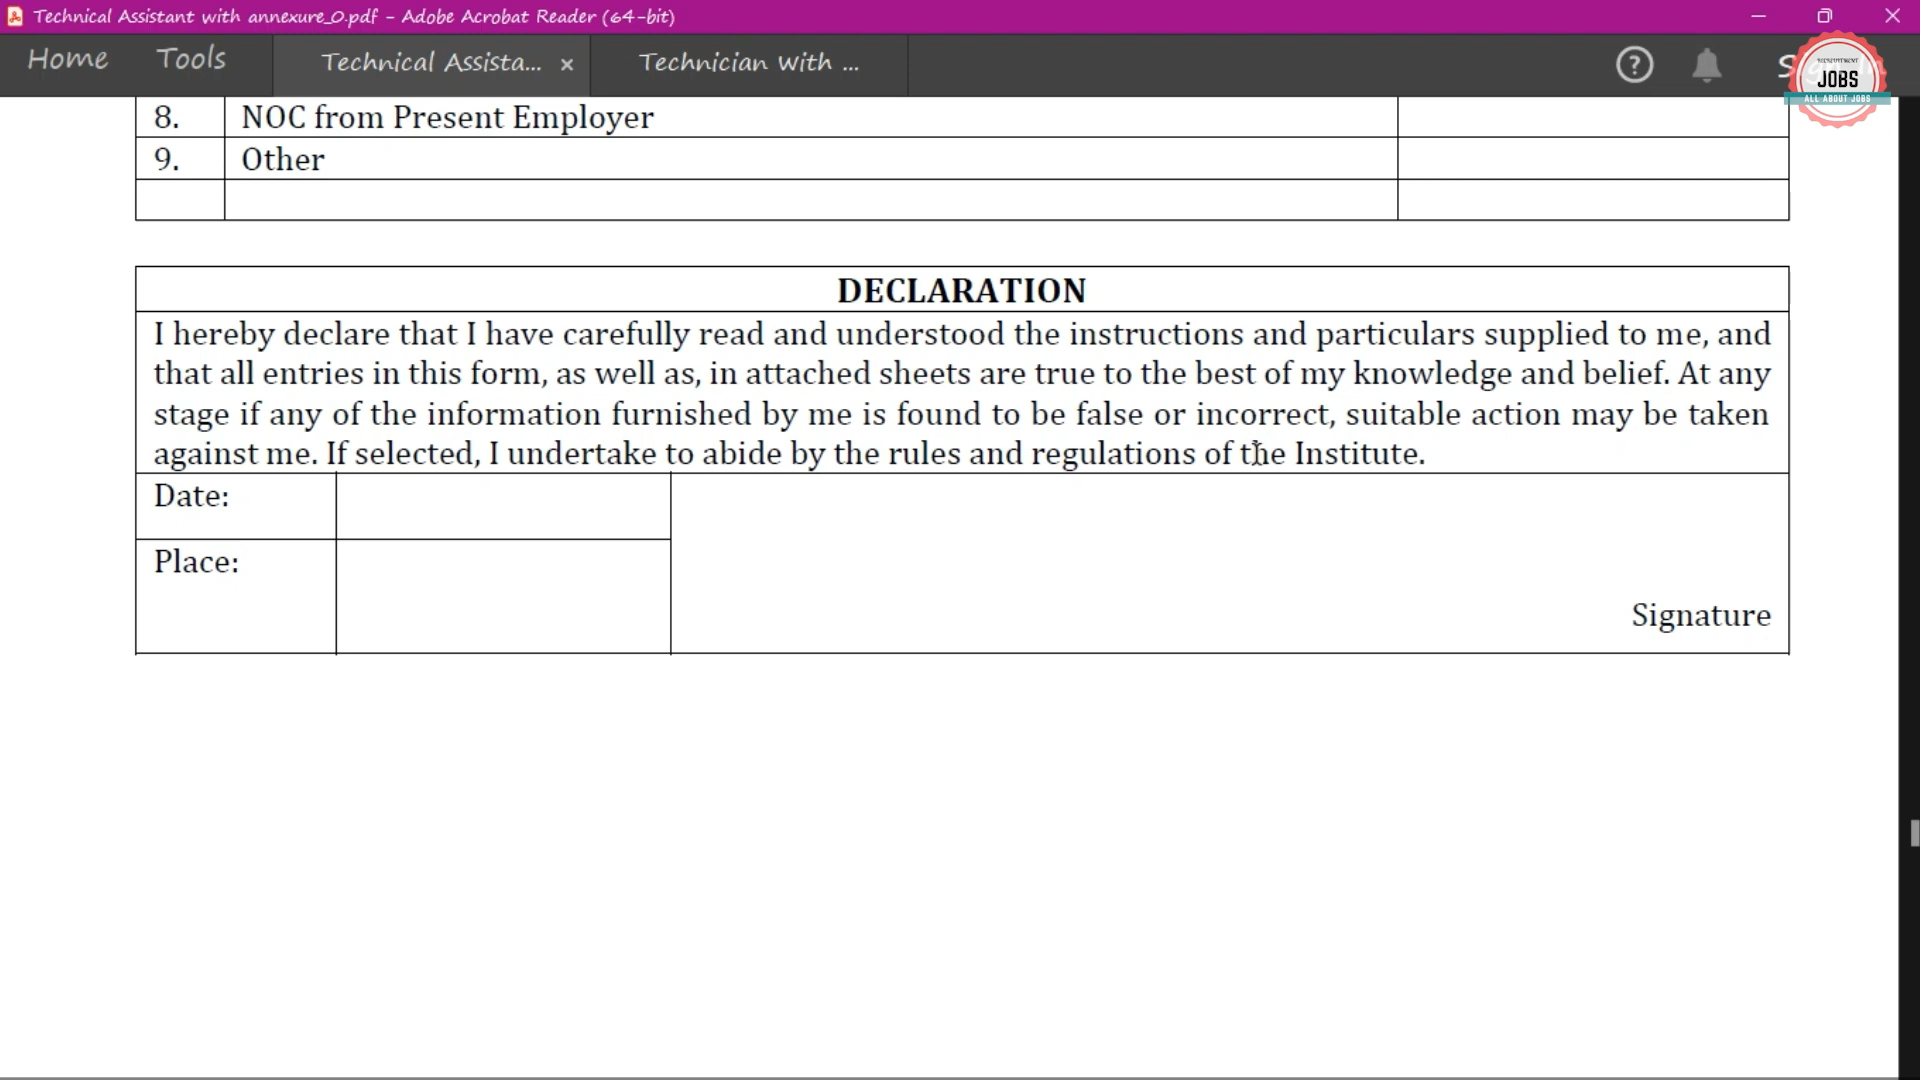 Technical Assistant with annexure_0.pdf - Adobe Acrobat Reader (64-bit)
Home Tools Technical Assista... × Technician With ...
RECRUITMENT
JOBS
ALL ABOUT JOBS
8. NOC from Present Employer
9. Other
DECLARATION
I hereby declare that I have carefully read and understood the instructions and particulars supplied to me, and
that all entries in this form, as well as, in attached sheets are true to the best of my knowledge and belief. At any
stage if any of the information furnished by me is found to be false or incorrect, suitable action may be taken
against me. If selected, I undertake to abide by the rules and regulations of the Institute.
Date:
Place:
Signature